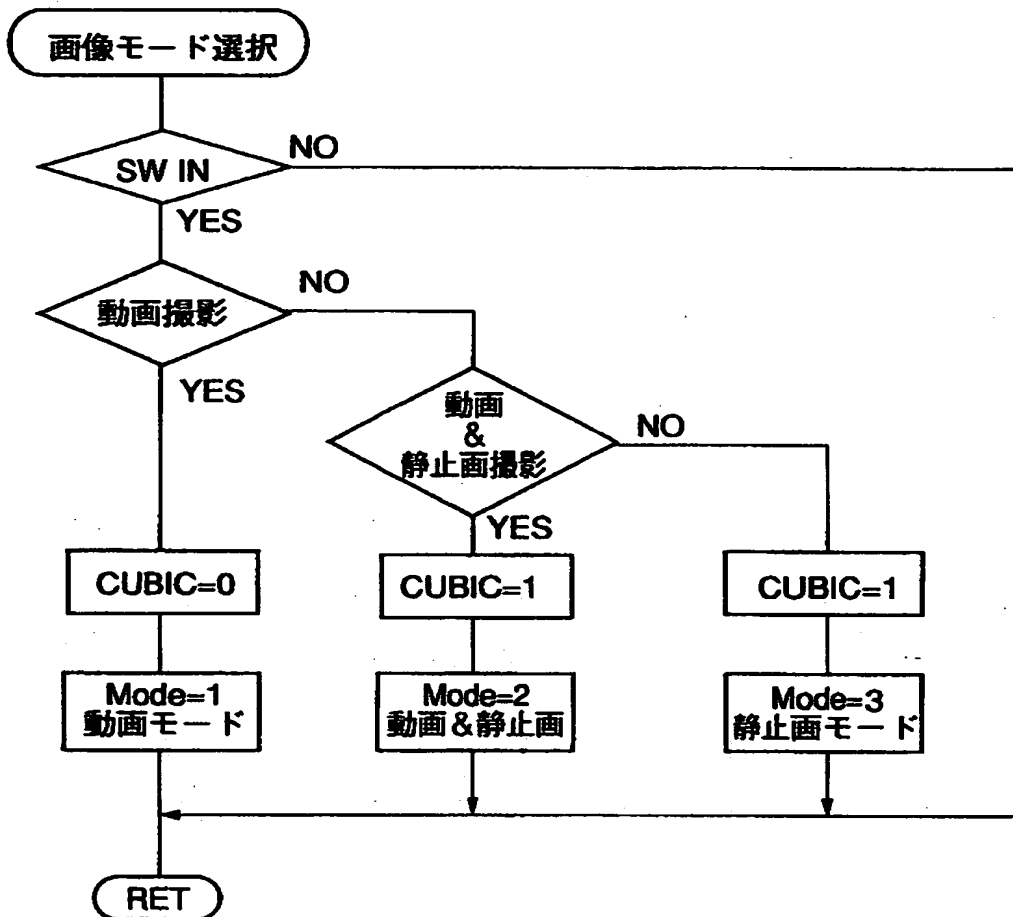 画像モード選択
SW IN
NO
YES
動画撮影
NO
YES
動画
&
静止画撮影
NO
YES
CUBIC=0
CUBIC=1
CUBIC=1
Mode=1
動画モード
Mode=2
動画&静止画
Mode=3
静止画モード
RET